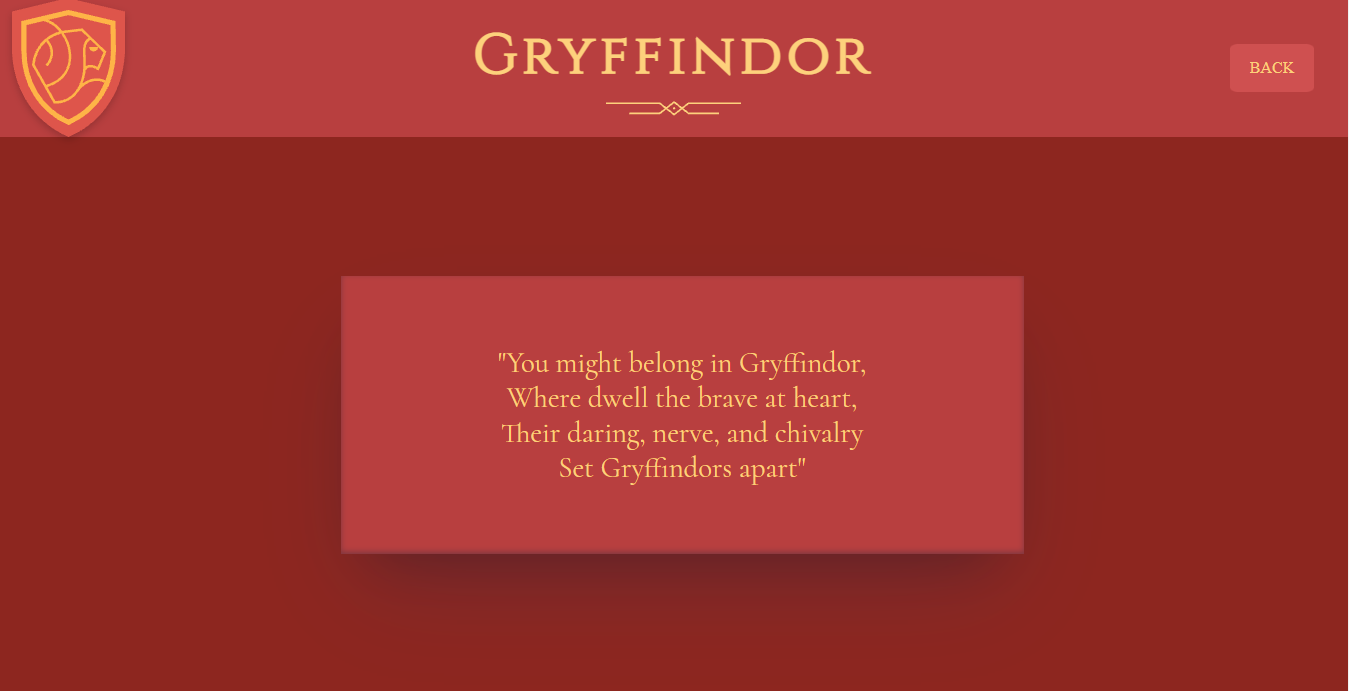 Gryffindor
BACK
"You might belong in Gryffindor,
Where dwell the brave at heart,
Their daring, nerve, and chivalry
Set Gryffindors apart"